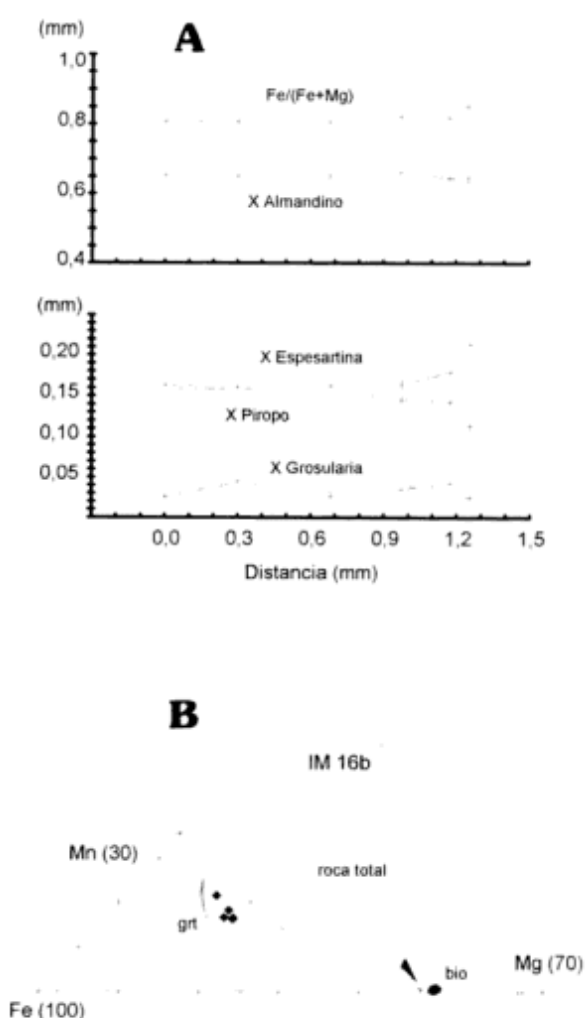 A
(mm)
1,0
Fe/(Fe+Mg)
0,8
0,6
X Almandino
0,4
(mm)
0,20
X Espesartina
0,15
X Piropo
0,10
X Grosularia
0,05
0,0 0,3 0,6 0,9 1,2 1,5
Distancia (mm)
B
IM 16b
Mn (30)
roca total
grt
bio
Mg (70)
Fe (100)